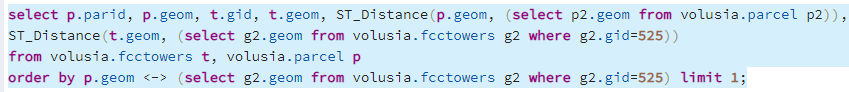 select p.parid, p.geom, t.gid, t.geom, ST_Distance(p.geom, (select p2.geom from volusia.parcel p2)),
ST_Distance(t.geom, (select g2.geom from volusia.fcctowers g2 where g2.gid=525))
from volusia.fcctowers t, volusia.parcel p
order by p.geom <-> (select g2.geom from volusia.fcctowers g2 where g2.gid=525) limit 1;